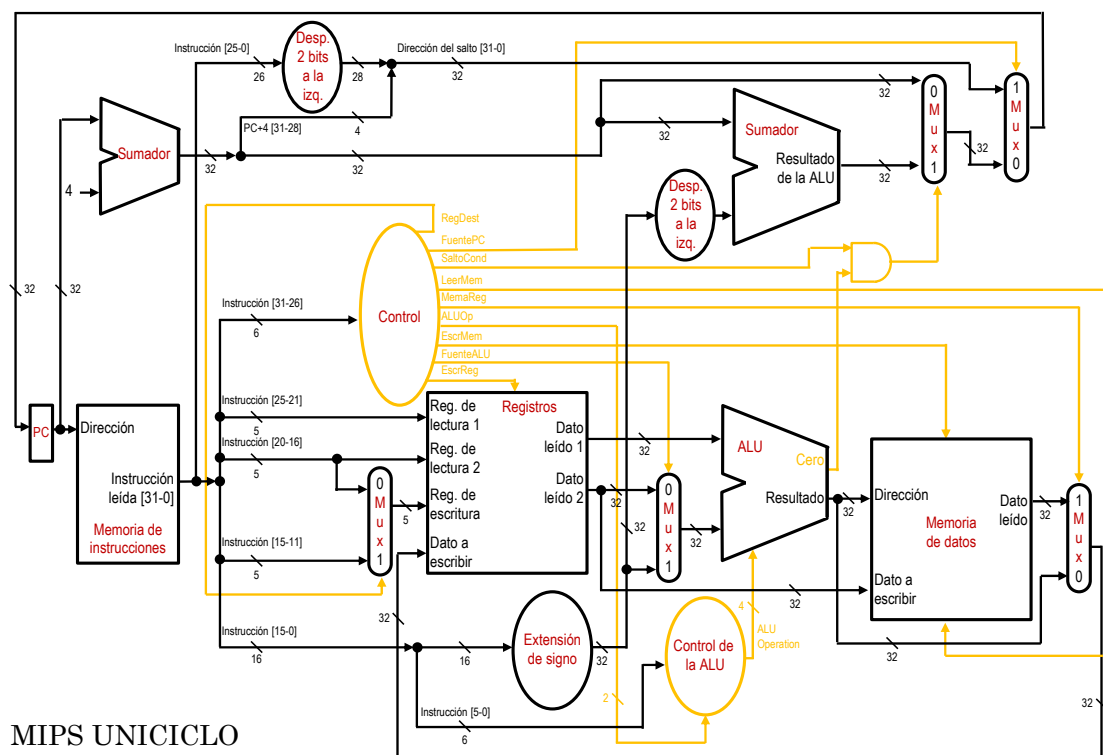 Instrucción [25-0]
26
Desp.
2 bits
a la
izq.
28
Dirección del salto [31-0]
32
PC+4 [31-28]
4
Sumador
4
32
32
32
32
32
Sumador
Resultado
de la ALU
32
Desp.
2 bits
a la
izq.
0
M
u
x
1
32
1
M
u
x
0
32
32
RegDest
FuentePC
SaltoCond
LeerMem
MemaReg
ALUOp
EscrMem
FuenteALU
EscrReg
Control
Instrucción [31-26]
6
PC
Dirección
Instrucción
leída [31-0]
Memoria de
instrucciones
Instrucción [25-21]
5
Instrucción [20-16]
5
Instrucción [15-11]
5
0
M
u
x
1
5
Registros
Reg. de
lectura 1
Reg. de
lectura 2
Reg. de
escritura
Dato a
escribir
Dato
leído 1
Dato
leído 2
32
32
32
32
0
M
u
x
1
32
ALU
Cero
Resultado
32
Dirección
Memoria
de datos
Dato
leído
Dato a
escribir
32
32
32
1
M
u
x
0
32
Instrucción [15-0]
16
16
Extensión
de signo
32
Control de
la ALU
4
ALU
Operation
2
Instrucción [5-0]
6
MIPS UNICICLO